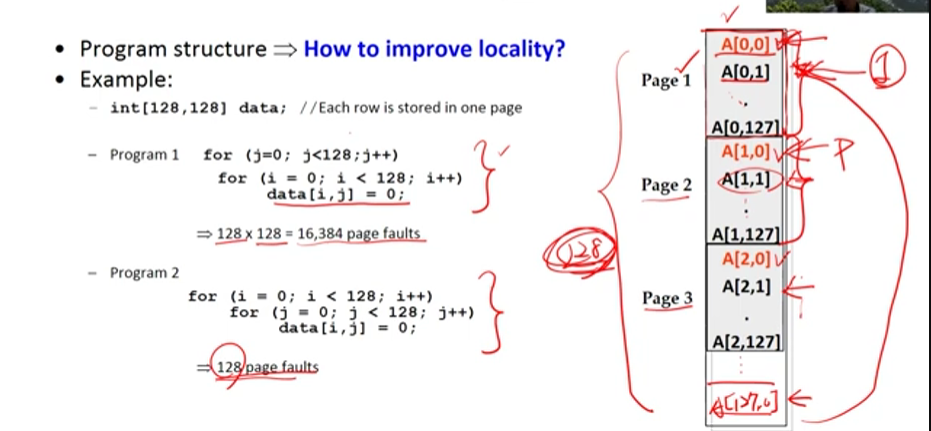 • Program structure ⇒ How to improve locality?
• Example:
– int[128,128] data; //Each row is stored in one page
– Program 1 for (j=0; j<128;j++)
for (i = 0; i < 128; i++)
data[i,j] = 0;
⇒ 128 x 128 = 16,384 page faults
– Program 2
for (i = 0; i < 128; i++)
for (j = 0; j < 128; j++)
data[i,j] = 0;
⇒ 128 page faults
128
Page 1
A[0,0]
A[0,1]
A[0,127]
1
Page 2
A[1,0]
P
A[1,1]
A[1,127]
Page 3
A[2,0]
A[2,1]
A[2,127]
A[127,0]